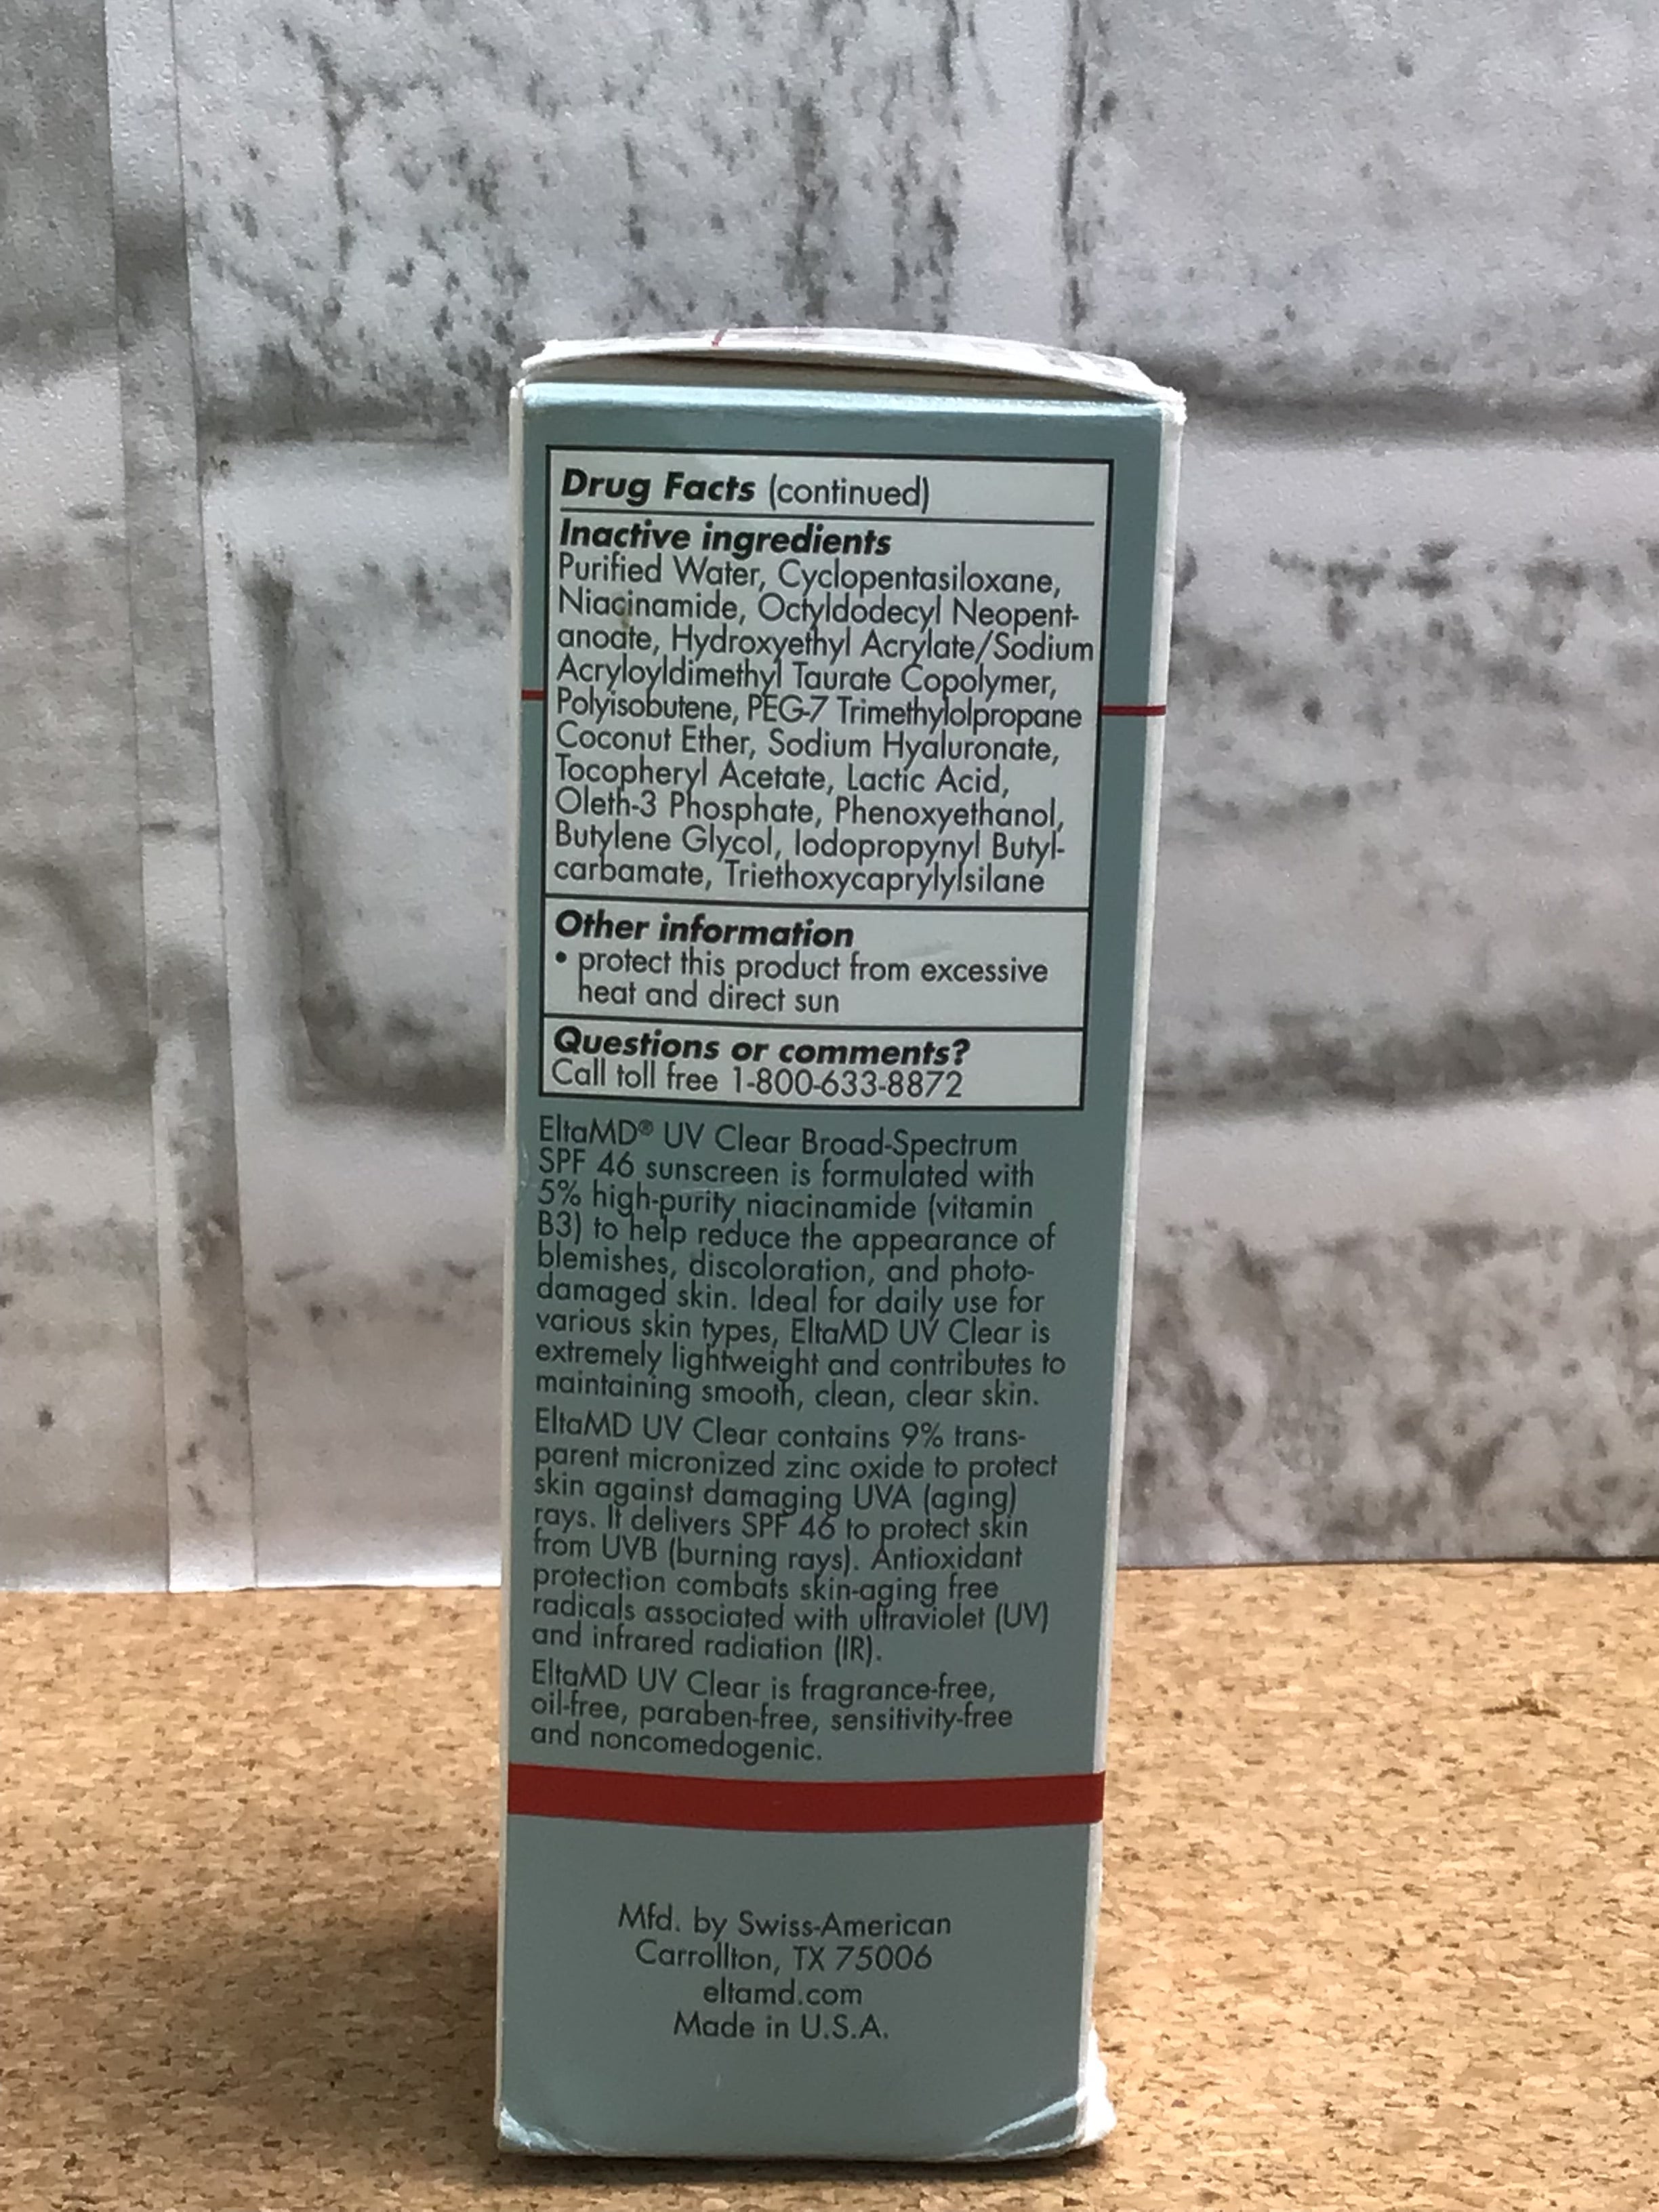 Drug Facts (continued)
Inactive ingredients
Purified Water, Cyclopentasiloxane,
Niacinamide, Octyldodecyl Neopent-
anoate, Hydroxyethyl Acrylate/Sodium
Acryloyldimethyl Taurate Copolymer,
Polyisobutene, PEG-7 Trimethylolpropane
Coconut Ether, Sodium Hyaluronate,
Tocopheryl Acetate, Lactic Acid,
Oleth-3 Phosphate, Phenoxyethanol,
Butylene Glycol, Iodopropynyl Butyl-
carbamate, Triethoxycaprylylsilane
Other information
• protect this product from excessive
heat and direct sun
Questions or comments?
Call toll free 1-800-633-8872
EltaMD® UV Clear Broad-Spectrum
SPF 46 sunscreen is formulated with
5% high-purity niacinamide (vitamin
B3) to help reduce the appearance of
blemishes, discoloration, and photo-
damaged skin. Ideal for daily use for
various skin types, EltaMD UV Clear is
extremely lightweight and contributes to
maintaining smooth, clean, clear skin.
EltaMD UV Clear contains 9% trans-
parent micronized zinc oxide to protect
skin against damaging UVA (aging)
rays. It delivers SPF 46 to protect skin
from UVB (burning rays). Antioxidant
protection combats skin-aging free
radicals associated with ultraviolet (UV)
and infrared radiation (IR).
EltaMD UV Clear is fragrance-free,
oil-free, paraben-free, sensitivity-free
and noncomedogenic.
Mfd. by Swiss-American
Carrollton, TX 75006
eltamd.com
Made in U.S.A.